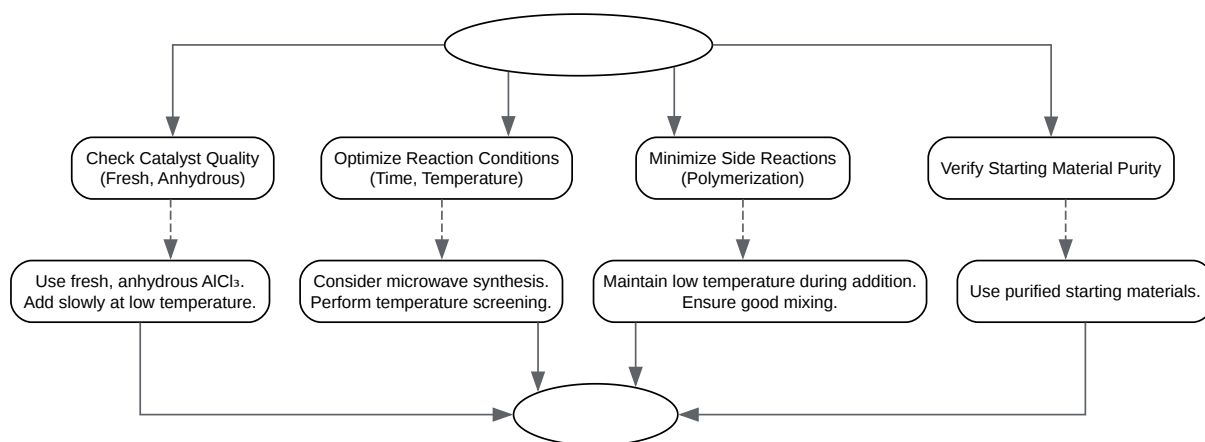 Check Catalyst Quality
(Fresh, Anhydrous)
Optimize Reaction Conditions
(Time, Temperature)
Minimize Side Reactions
(Polymerization)
Verify Starting Material Purity
Use fresh, anhydrous AlCl₃.
Add slowly at low temperature.
Consider microwave synthesis.
Perform temperature screening.
Maintain low temperature during addition.
Ensure good mixing.
Use purified starting materials.